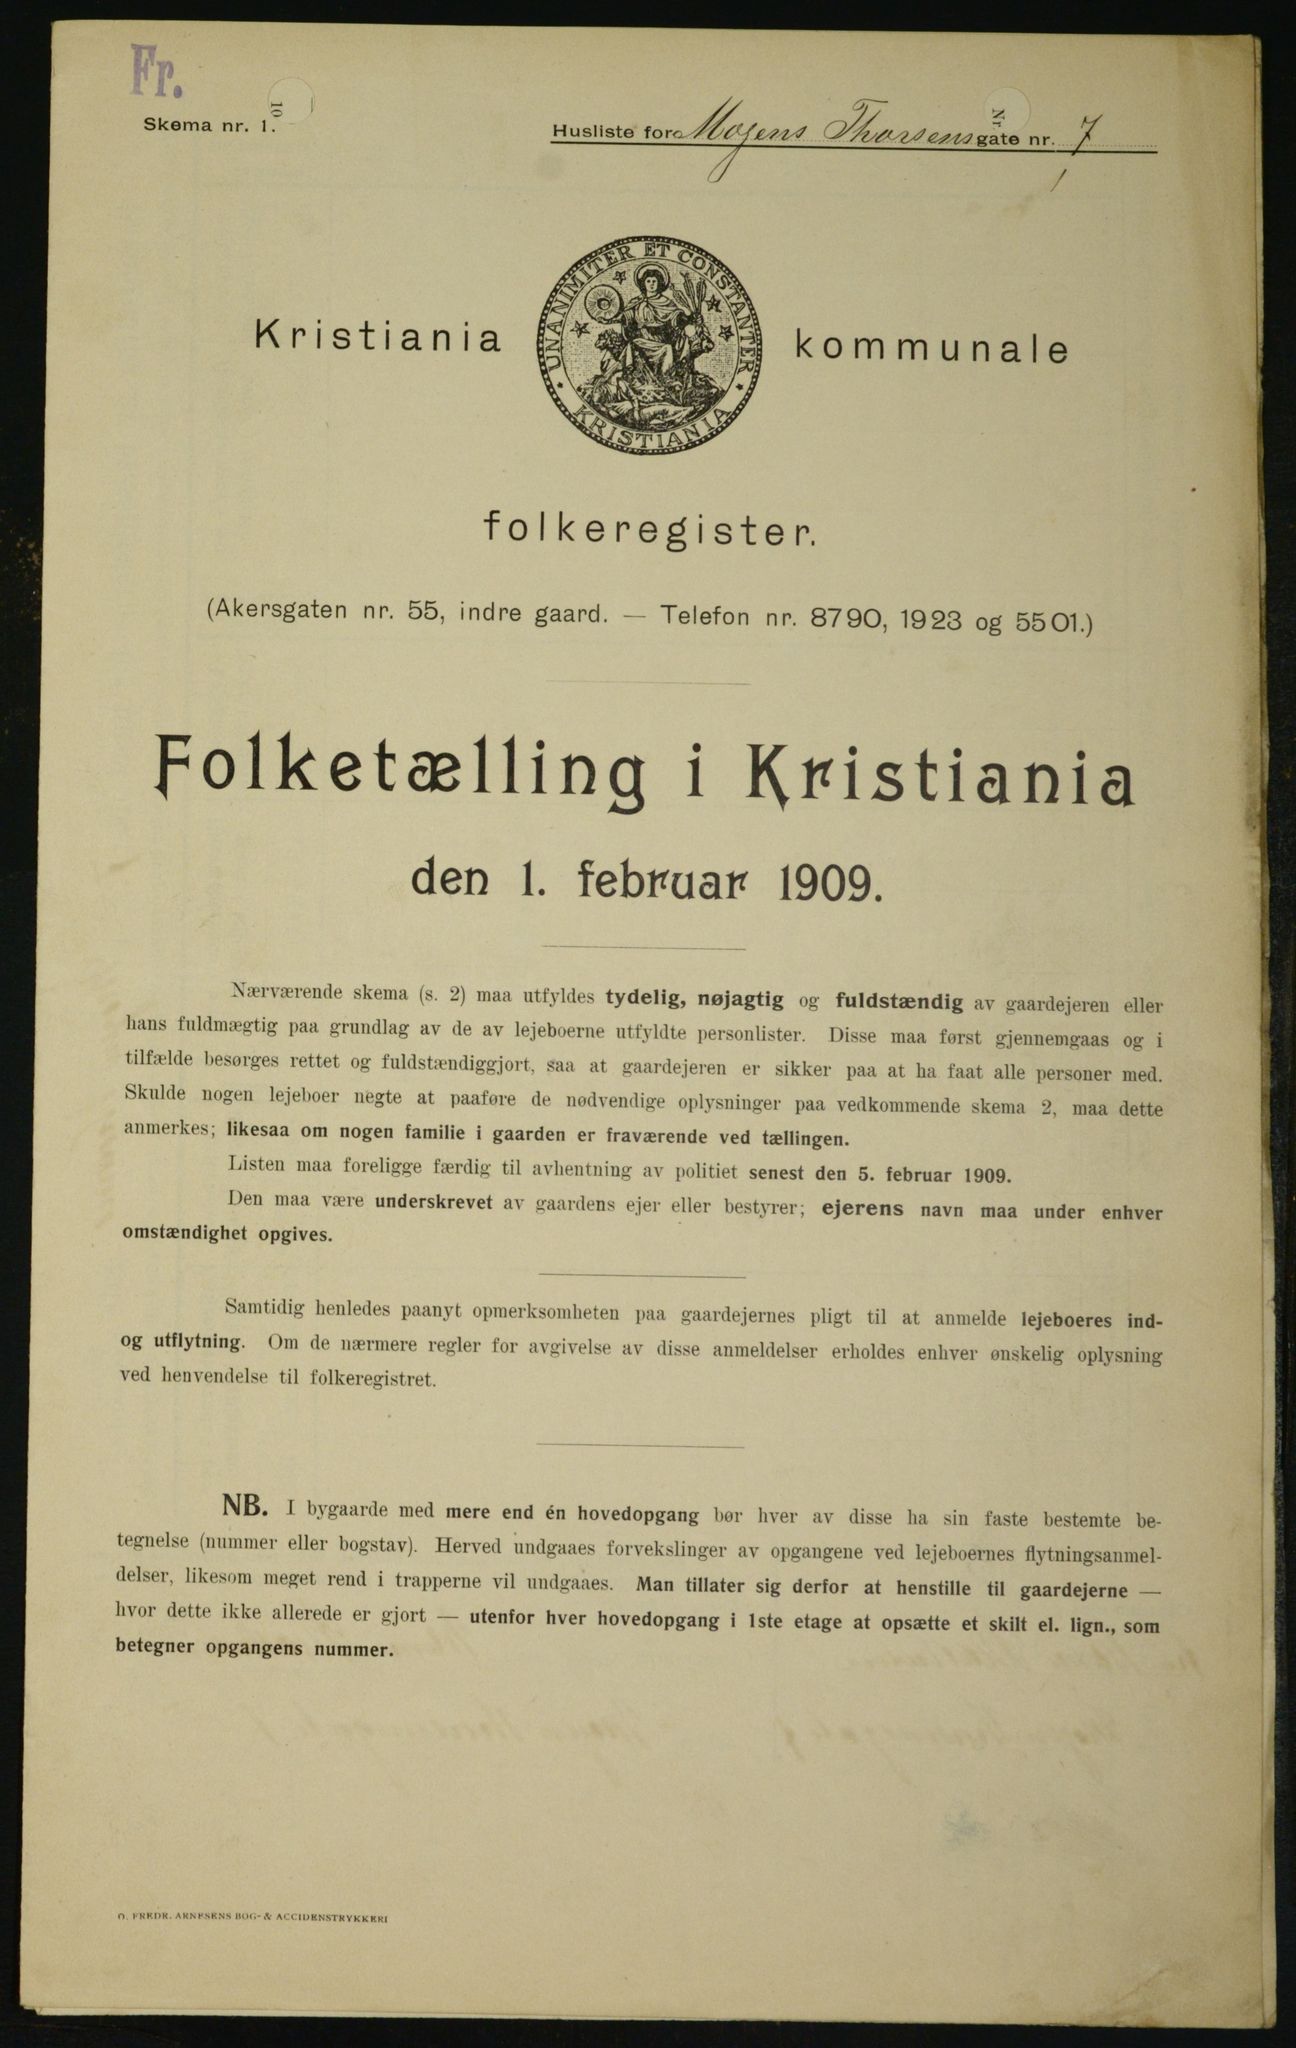 Fr.
Skema nr. 1.
10
Husliste for Mogens Thorsens gate nr. 7
Nr.
UNANIMITER ET CONSTANTER
KRISTIANIA
Kristiania kommunale
folkeregister.
(Akersgaten nr. 55, indre gaard. — Telefon nr. 8790, 1923 og 5501.)
Folketælling i Kristiania
den 1. februar 1909.
Nærværende skema (s. 2) maa utfyldes tydelig, nøjagtig og fuldstændig av gaardejeren eller
hans fuldmægtig paa grundlag av de av lejeboerne utfyldte personlister. Disse maa først gjennemgaas og i
tilfælde besørges rettet og fuldstændiggjort, saa at gaardejeren er sikker paa at ha faat alle personer med.
Skulde nogen lejeboer negte at paaføre de nødvendige oplysninger paa vedkommende skema 2, maa dette
anmerkes; likesaa om nogen familie i gaarden er fraværende ved tællingen.
Listen maa foreligge færdig til avhentning av politiet senest den 5. februar 1909.
Den maa være underskrevet av gaardens ejer eller bestyrer; ejerens navn maa under enhver
omstændighet opgives.
Samtidig henledes paanyt opmerksomheten paa gaardejernes pligt til at anmelde lejeboeres ind-
og utflytning. Om de nærmere regler for avgivelse av disse anmeldelser erholdes enhver ønskelig oplysning
ved henvendelse til folkeregistret.
NB. I bygaarde med mere end én hovedopgang bør hver av disse ha sin faste bestemte be-
tegnelse (nummer eller bogstav). Herved undgaaes forvekslinger av opgangene ved lejeboernes flytningsanmel-
delser, likesom meget rend i trapperne vil undgaaes. Man tillater sig derfor at henstille til gaardejerne —
hvor dette ikke allerede er gjort — utenfor hver hovedopgang i 1ste etage at opsætte et skilt el. lign., som
betegner opgangens nummer.
O. FREDR. ARNESENS BOG- & ACCIDENSTRYKKERI